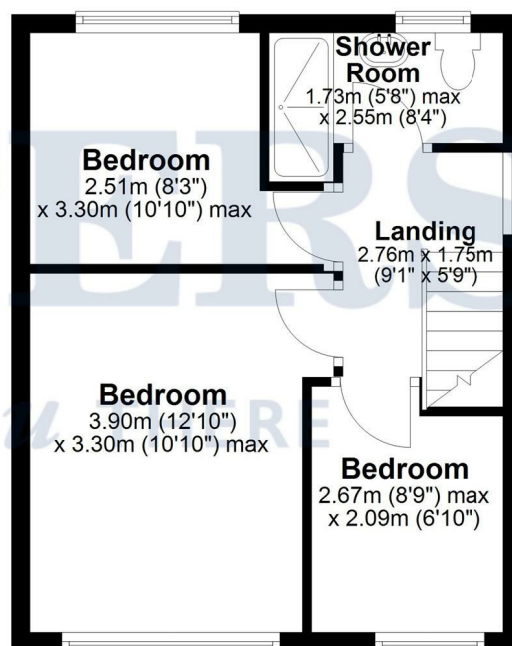 Shower
Room
1.73m (5'8") max
x 2.55m (8'4")
Bedroom
2.51m (8'3")
x 3.30m (10'10") max
Landing
2.76m x 1.75m
(9'1" x 5'9")
ERS
Bedroom
3.90m (12'10")
x 3.30m (10'10") max
u THERE
Bedroom
2.67m (8'9") max
x 2.09m (6'10")